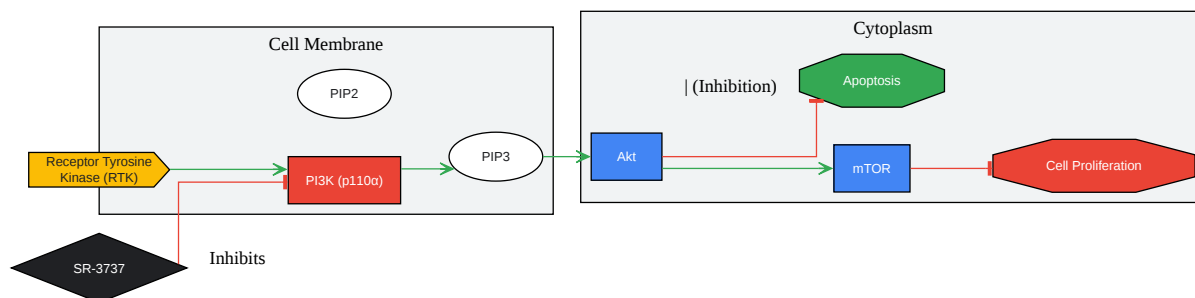 Cell Membrane
Cytoplasm
PIP2
| (Inhibition)
Apoptosis
Receptor Tyrosine
Kinase (RTK)
PI3K (p110α)
PIP3
Akt
mTOR
Cell Proliferation
SR-3737
Inhibits